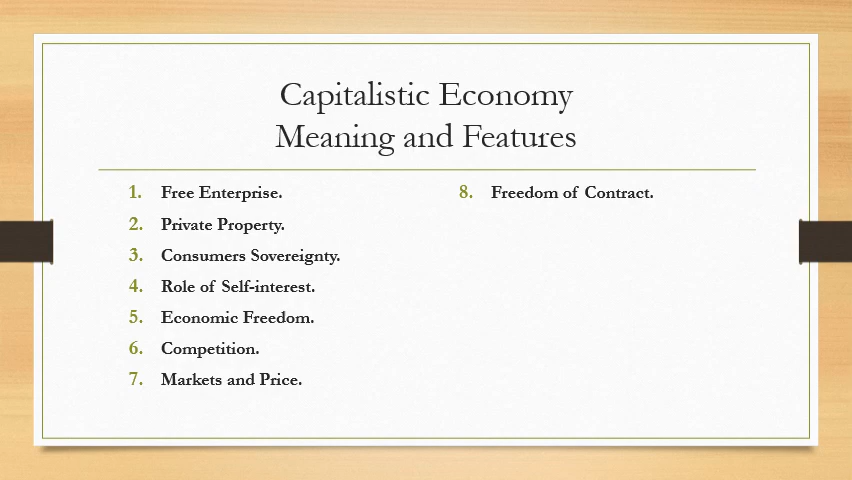 Capitalistic Economy
Meaning and Features
1. Free Enterprise.
2. Private Property.
3. Consumers Sovereignty.
4. Role of Self-interest.
5. Economic Freedom.
6. Competition.
7. Markets and Price.
8. Freedom of Contract.